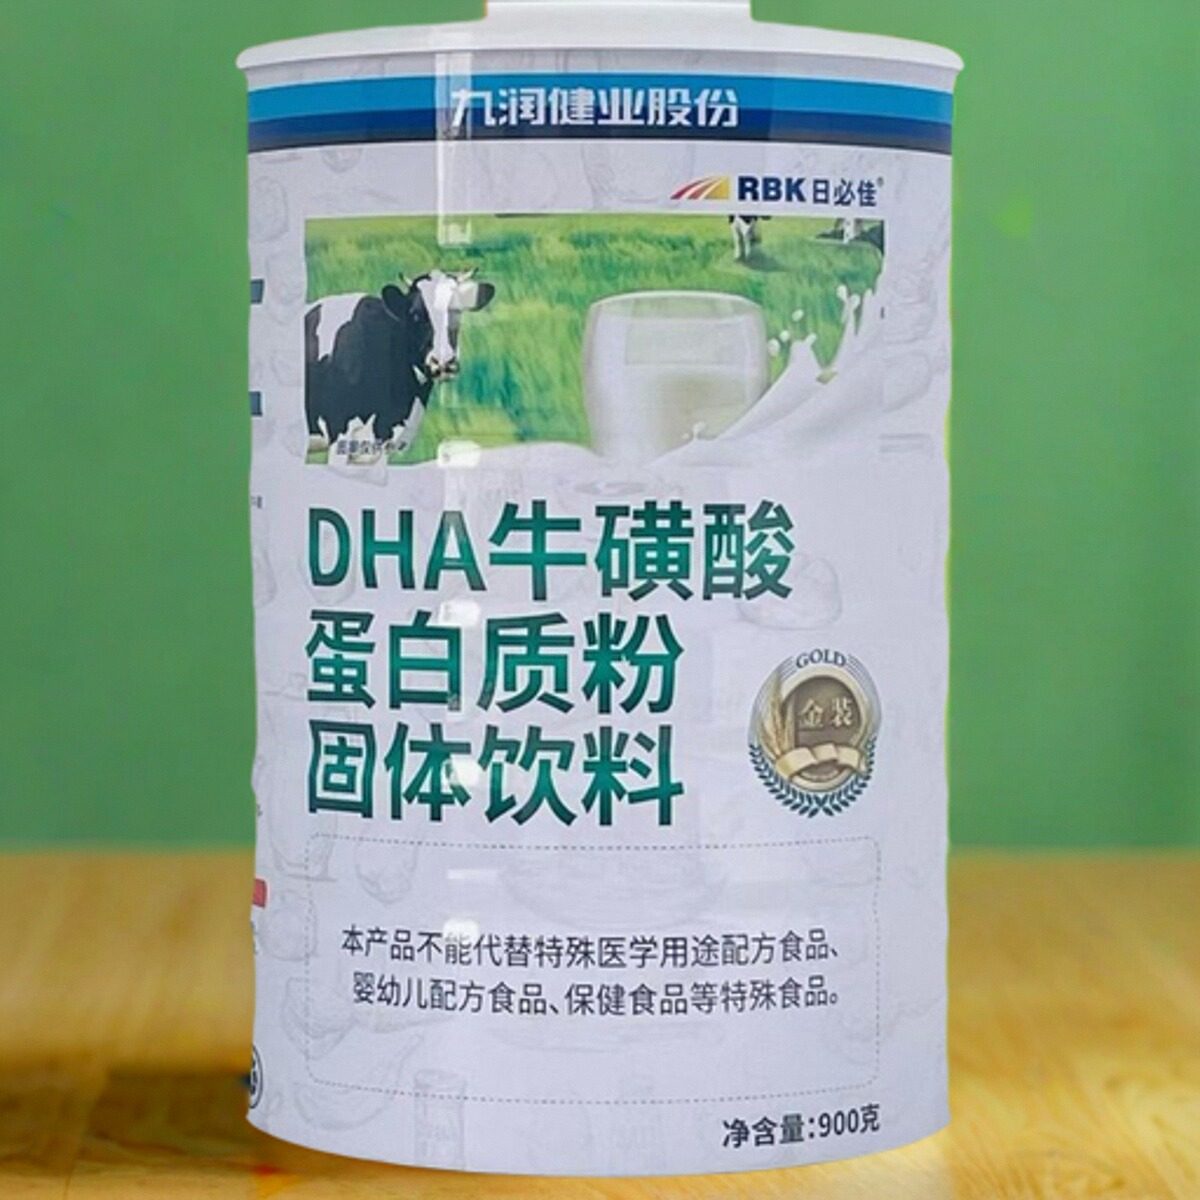 九润健业股份
RBK日必佳®
DHA牛磺酸
蛋白质粉
固体饮料
GOLD
金装
本产品不能代替特殊医学用途配方食品、
婴幼儿配方食品、保健食品等特殊食品。
净含量:900克